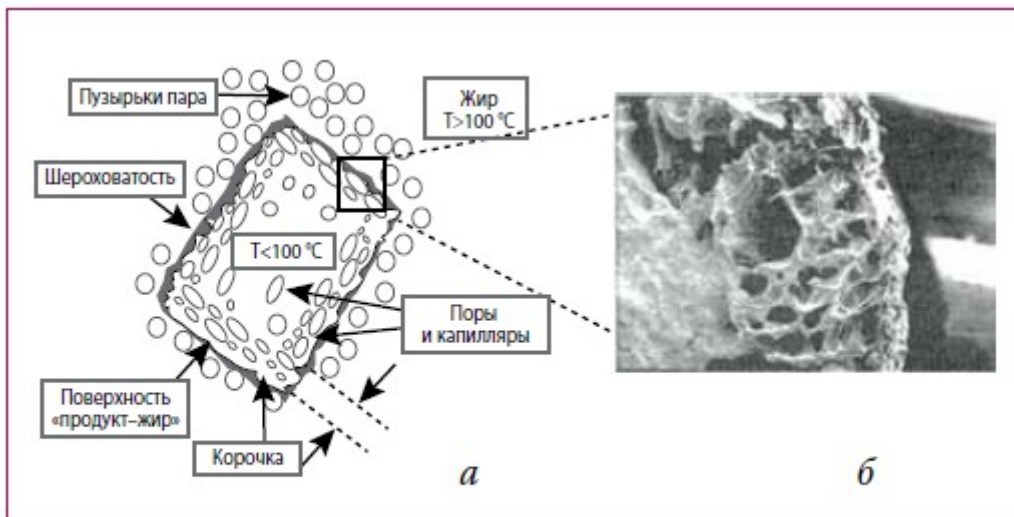 Пузырьки пара
Жир
T>100 °C
Шероховатость
T<100 °C
Поры
и капилляры
Поверхность
«продукт–жир»
Корочка
а
б